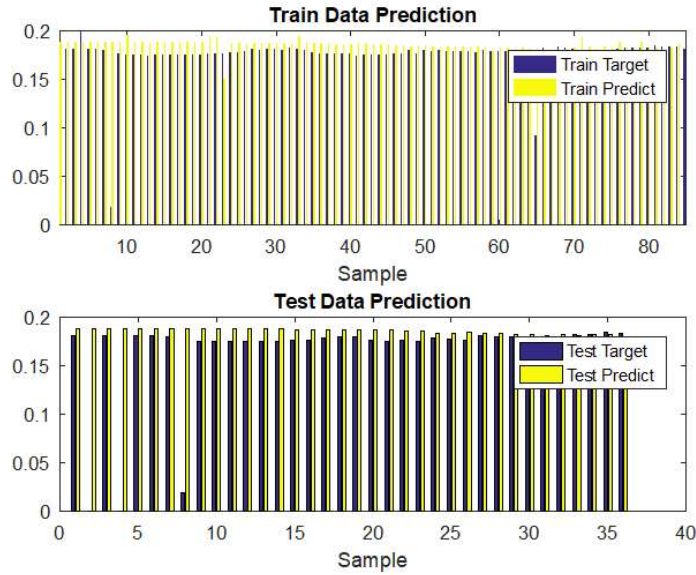 Train Data Prediction
0.2
0.15
0.1
0.05
0
Train Target
Train Predict
10 20 30 40 50 60 70 80
Sample
Test Data Prediction
0.2
0.15
0.1
0.05
0
Test Target
Test Predict
0 5 10 15 20 25 30 35 40
Sample